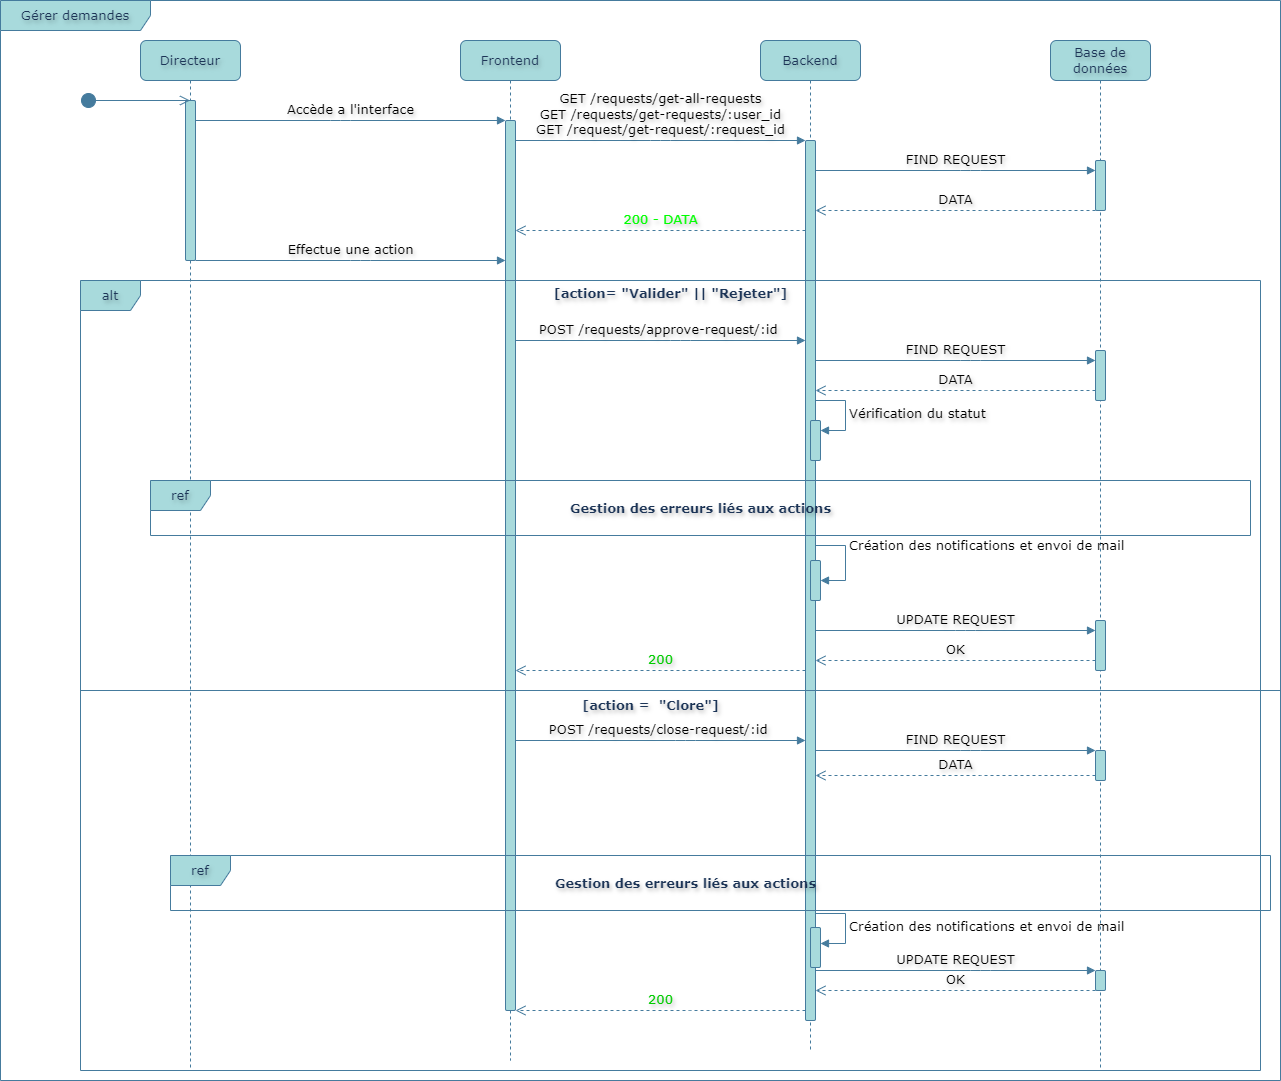 Gérer demandes
Directeur
Frontend
Backend
Base de
données
Accède a l'interface
GET /requests/get-all-requests
GET /requests/get-requests/:user_id
GET /request/get-request/:request_id
FIND REQUEST
DATA
200 - DATA
Effectue une action
alt
[action= "Valider" || "Rejeter"]
POST /requests/approve-request/:id
FIND REQUEST
DATA
Vérification du statut
ref
Gestion des erreurs liés aux actions
Création des notifications et envoi de mail
UPDATE REQUEST
OK
200
[action =  "Clore"]
POST /requests/close-request/:id
FIND REQUEST
DATA
ref
Gestion des erreurs liés aux actions
Création des notifications et envoi de mail
UPDATE REQUEST
OK
200